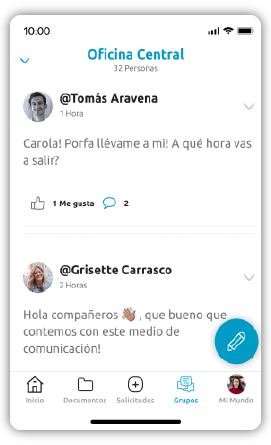 10:00
Oficina Central
32 Personas
@Tomás Aravena
1 Hora
Carola! Porfa llévame a mi! A qué hora vas
a salir?
1 Me gusta 2
@Grisette Carrasco
2 Horas
Hola compañeros 👋🏽 , que bueno que
contemos con este medio de
comunicación!
Inicio Documentos Solicitudes Grupos Mi Mundo